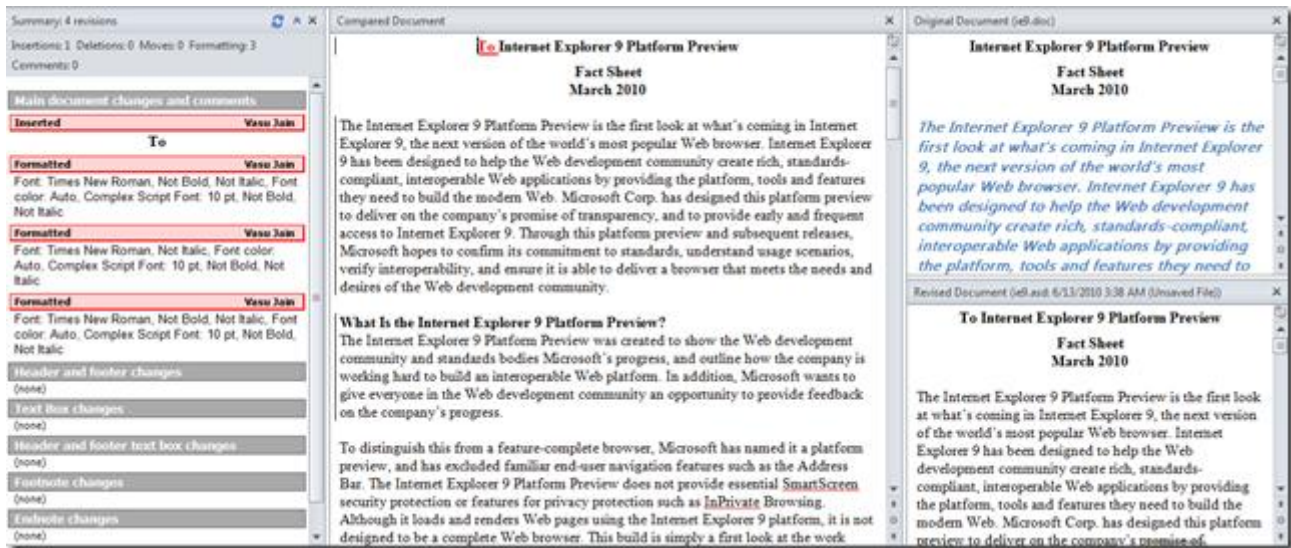 Summary: 4 revisions
Insertions: 1 Deletions: 0 Moves: 0 Formatting: 3
Comments: 0
Main document changes and comments
Inserted Vasu Jain
To
Formatted Vasu Jain
Font: Times New Roman, Not Bold, Not Italic, Font
color: Auto, Complex Script Font: 10 pt, Not Bold,
Not Italic
Formatted Vasu Jain
Font: Times New Roman, Not Italic, Font color:
Auto, Complex Script Font: 10 pt, Not Bold, Not
Italic
Formatted Vasu Jain
Font: Times New Roman, Not Bold, Not Italic, Font
color: Auto, Complex Script Font: 10 pt, Not Bold,
Not Italic
Header and footer changes
(none)
Text Box changes
(none)
Header and footer text box changes
(none)
Footnote changes
(none)
Endnote changes
(none)
Compared Document
To Internet Explorer 9 Platform Preview
Fact Sheet
March 2010
The Internet Explorer 9 Platform Preview is the first look at what's coming in Internet
Explorer 9, the next version of the world's most popular Web browser. Internet Explorer
9 has been designed to help the Web development community create rich, standards-
compliant, interoperable Web applications by providing the platform, tools and features
they need to build the modern Web. Microsoft Corp. has designed this platform preview
to deliver on the company's promise of transparency, and to provide early and frequent
access to Internet Explorer 9. Through this platform preview and subsequent releases,
Microsoft hopes to confirm its commitment to standards, understand usage scenarios,
verify interoperability, and ensure it is able to deliver a browser that meets the needs and
desires of the Web development community.
What Is the Internet Explorer 9 Platform Preview?
The Internet Explorer 9 Platform Preview was created to show the Web development
community and standards bodies Microsoft's progress, and outline how the company is
working hard to build an interoperable Web platform. In addition, Microsoft wants to
give everyone in the Web development community an opportunity to provide feedback
on the company's progress.
To distinguish this from a feature-complete browser, Microsoft has named it a platform
preview, and has excluded familiar end-user navigation features such as the Address
Bar. The Internet Explorer 9 Platform Preview does not provide essential SmartScreen
security protection or features for privacy protection such as InPrivate Browsing.
Although it loads and renders Web pages using the Internet Explorer 9 platform, it is not
designed to be a complete Web browser. This build is simply a first look at the work
Original Document (ie9.doc)
Internet Explorer 9 Platform Preview
Fact Sheet
March 2010
The Internet Explorer 9 Platform Preview is the
first look at what's coming in Internet Explorer
9, the next version of the world's most
popular Web browser. Internet Explorer 9 has
been designed to help the Web development
community create rich, standards-compliant,
interoperable Web applications by providing
the platform, tools and features they need to
Revised Document (ie9.asd: 6/13/2010 3:38 AM (Unsaved File))
To Internet Explorer 9 Platform Preview
Fact Sheet
March 2010
The Internet Explorer 9 Platform Preview is the first look
at what's coming in Internet Explorer 9, the next version
of the world's most popular Web browser. Internet
Explorer 9 has been designed to help the Web
development community create rich, standards-
compliant, interoperable Web applications by providing
the platform, tools and features they need to build the
modern Web. Microsoft Corp. has designed this platform
preview to deliver on the company's promise of